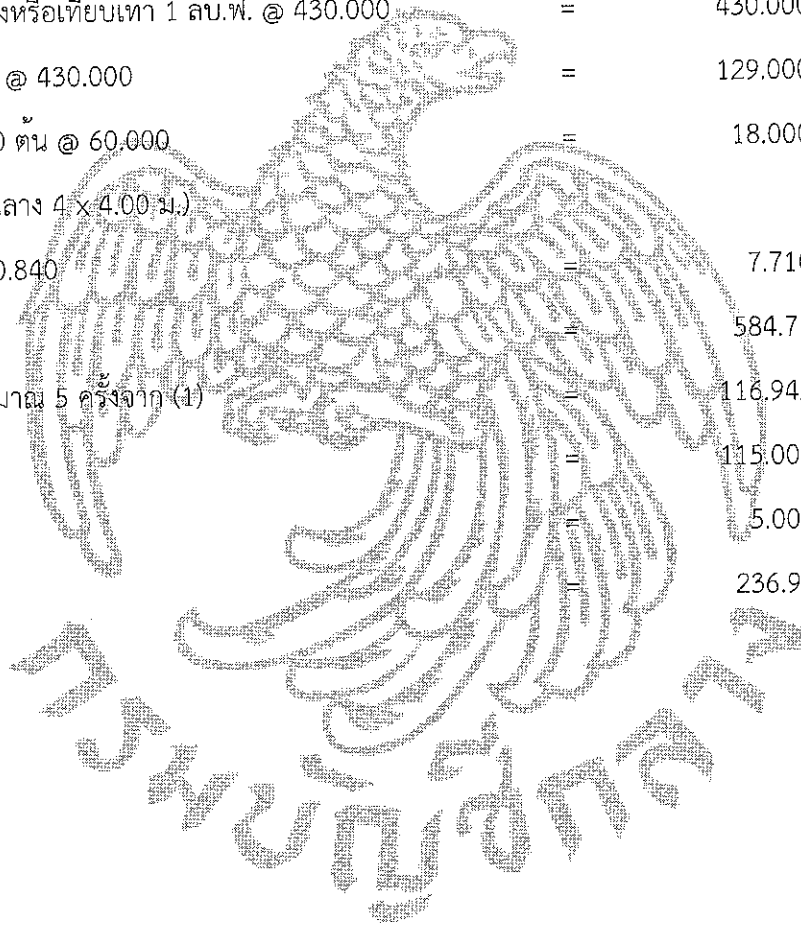 งหรือเทียบเทา 1 ลบ.ฟ. @ 430.000 = 430.000
@ 430.000 = 129.000
0 ต้น @ 60.000 = 18.000
ลาง 4 x 4.00 ม.)
0.840 = 7.716
= 584.7
มาณ 5 ครั้งจาก (1) = 116.94
= 115.00
= 5.00
= 236.9
กรมบัญชีกลาง